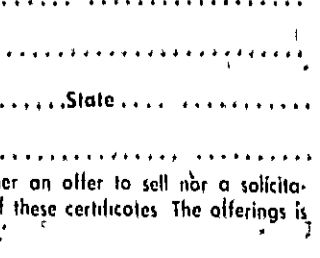 ......State.... ...........
er an offer to sell nor a solicita-
f these certificates The offerings is